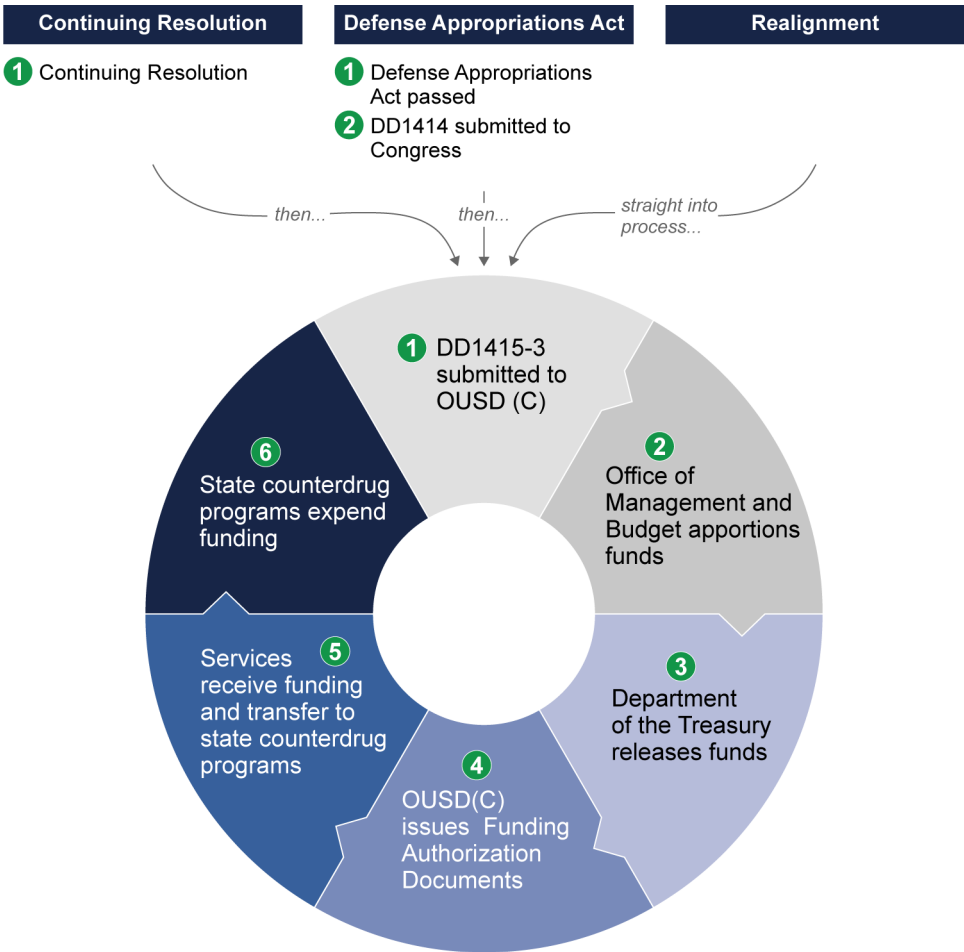 Continuing Resolution
1 Continuing Resolution
Defense Appropriations Act
1 Defense Appropriations
Act passed
2 DD1414 submitted to
Congress
Realignment
then...
then...
straight into
process...
1 DD1415-3
submitted to
OUSD (C)
2
Office of
Management and
Budget apportions
funds
3
Department
of the Treasury
releases funds
4
OUSD(C)
issues Funding
Authorization
Documents
Services 5
receive funding
and transfer to
state counterdrug
programs
6
State counterdrug
programs expend
funding